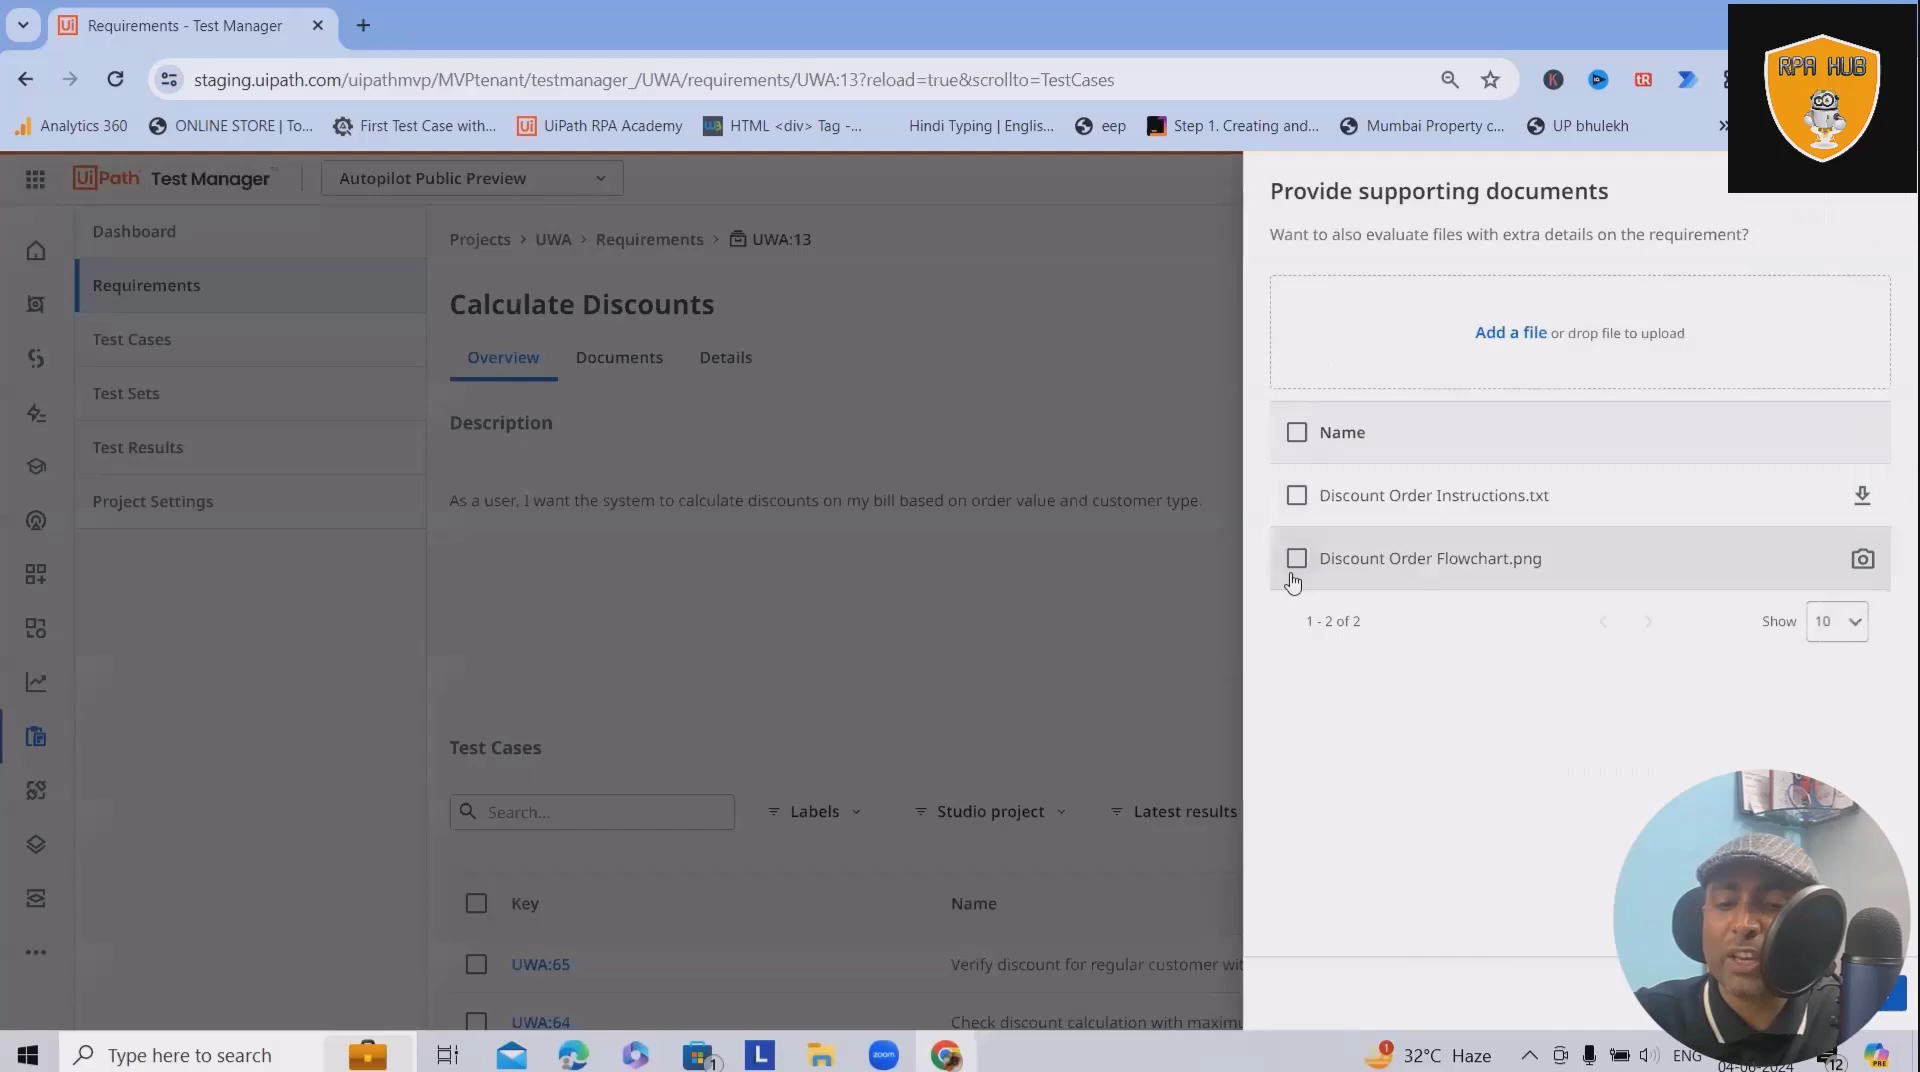 Requirements - Test Manager
RPA HUB
staging.uipath.com/uipathmvp/MVPtenant/testmanager_/UWA/requirements/UWA:13?reload=true&scrollto=TestCases
Analytics 360
ONLINE STORE | To...
First Test Case with...
UiPath RPA Academy
HTML <div> Tag -...
Hindi Typing | Englis...
eep
Step 1. Creating and...
Mumbai Property c...
UP bhulekh
UiPath Test Manager
Autopilot Public Preview
Dashboard
Requirements
Test Cases
Test Sets
Test Results
Project Settings
Projects > UWA > Requirements > UWA:13
Calculate Discounts
Overview Documents Details
Description
As a user, I want the system to calculate discounts on my bill based on order value and customer type.
Test Cases
Search...
Labels
Studio project
Latest results
Key Name
UWA:65 Verify discount for regular customer wit
UWA:64 Check discount calculation with maxim
Provide supporting documents
Want to also evaluate files with extra details on the requirement?
Add a file or drop file to upload
Name
Discount Order Instructions.txt
Discount Order Flowchart.png
1 - 2 of 2
Show 10
Type here to search
32°C Haze
ENG
04-06-2024
12